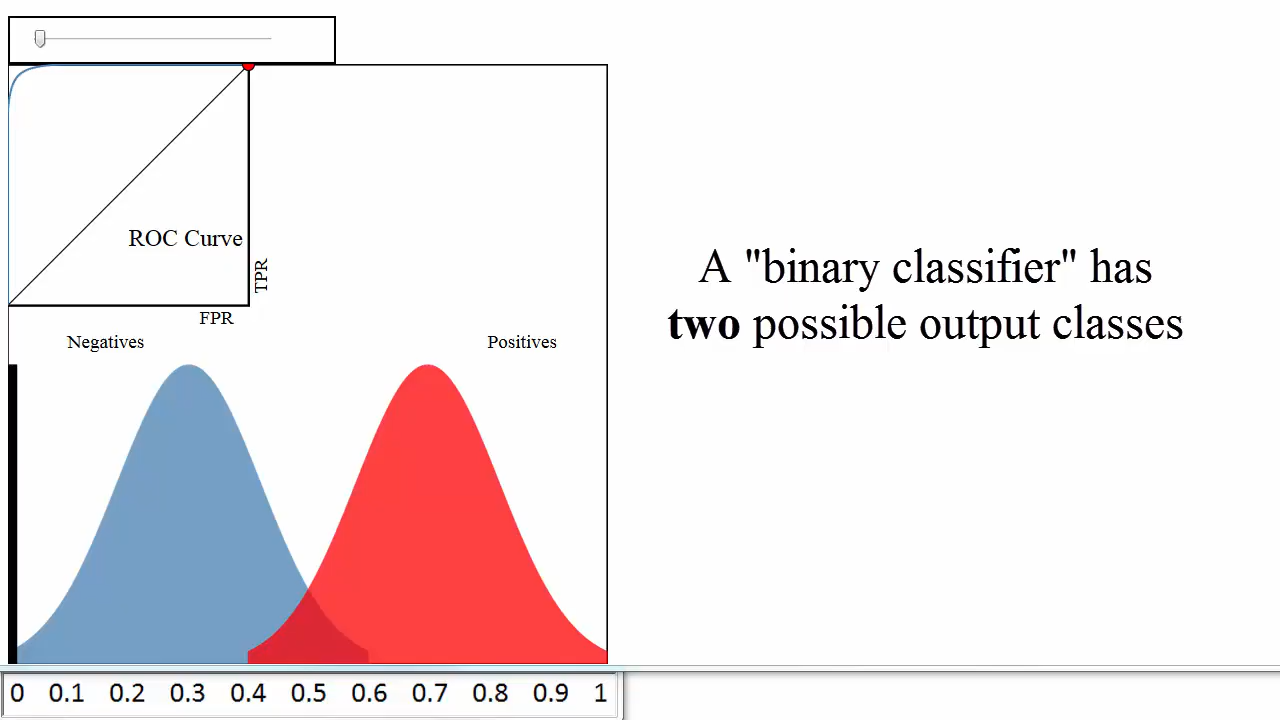 A "binary classifier" has
two possible output classes
ROC Curve
TPR
FPR
Negatives
Positives
0 0.1 0.2 0.3 0.4 0.5 0.6 0.7 0.8 0.9 1